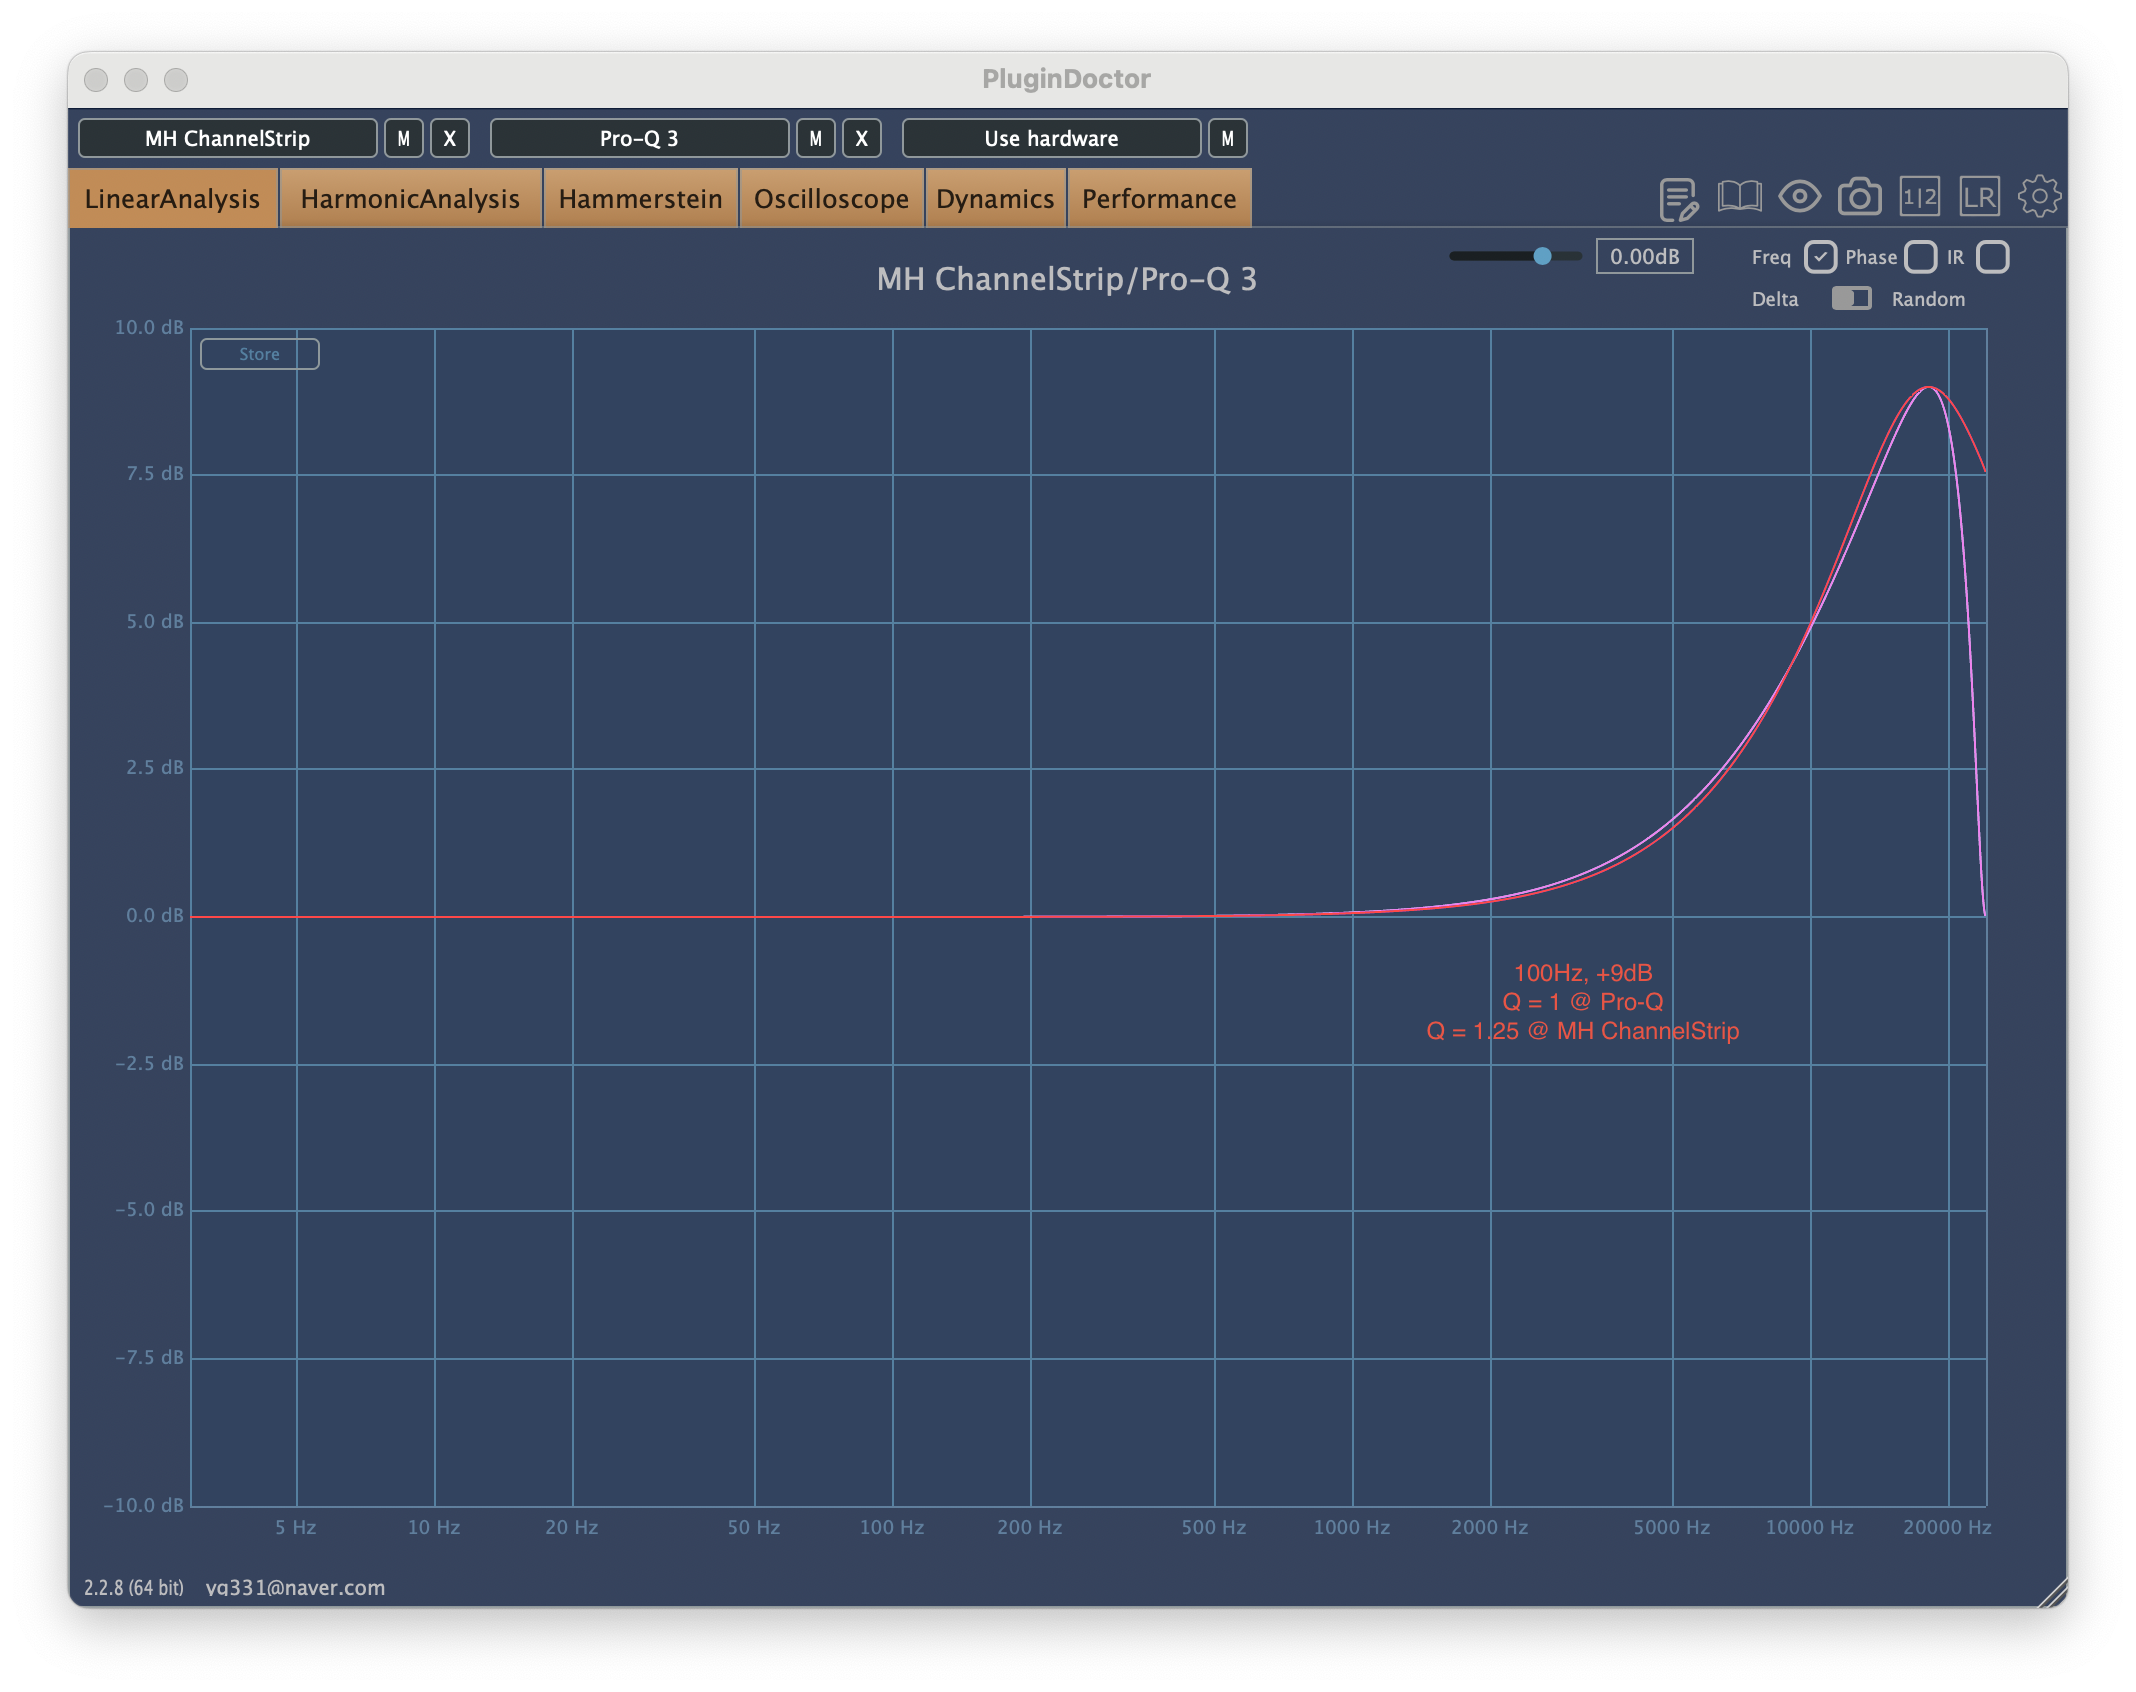 PluginDoctor
MH ChannelStrip M X Pro-Q 3 M X Use hardware M
LinearAnalysis HarmonicAnalysis Hammerstein Oscilloscope Dynamics Performance 1|2 LR
0.00dB Freq Phase IR
MH ChannelStrip/Pro-Q 3
Delta Random
10.0 dB
Store
7.5 dB
5.0 dB
2.5 dB
0.0 dB
100Hz, +9dB
Q = 1 @ Pro-Q
Q = 1.25 @ MH ChannelStrip
-2.5 dB
-5.0 dB
-7.5 dB
-10.0 dB
5 Hz 10 Hz 20 Hz 50 Hz 100 Hz 200 Hz 500 Hz 1000 Hz 2000 Hz 5000 Hz 10000 Hz 20000 Hz
2.2.8 (64 bit) yg331@naver.com